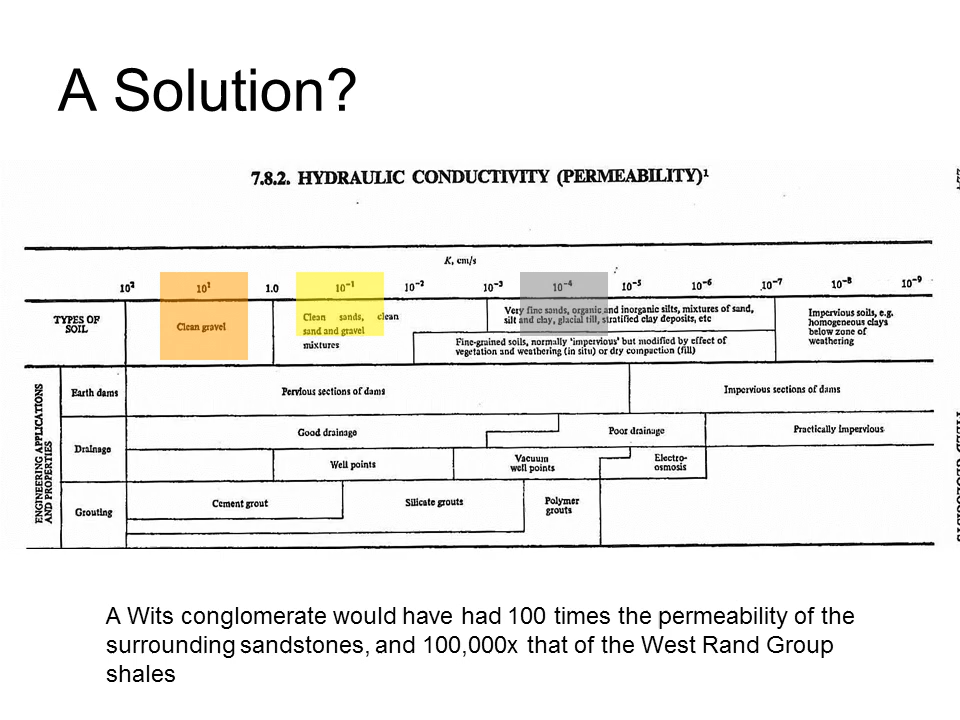 A Solution?
7.8.2. HYDRAULIC CONDUCTIVITY (PERMEABILITY)¹
K, cm/s
10² 10¹ 1.0 10⁻¹ 10⁻² 10⁻³ 10⁻⁴ 10⁻⁵ 10⁻⁶ 10⁻⁷ 10⁻⁸ 10⁻⁹
TYPES OF
SOIL
Clean gravel
Clean sands, clean
sand and gravel
mixtures
Very fine sands, organic and inorganic silts, mixtures of sand,
silt and clay, glacial till, stratified clay deposits, etc
Fine-grained soils, normally 'impervious' but modified by effect of
vegetation and weathering (in situ) or dry compaction (fill)
Impervious soils, e.g.
homogeneous clays
below zone of
weathering
ENGINEERING APPLICATIONS
AND PROPERTIES
Earth dams
Pervious sections of dams
Impervious sections of dams
Drainage
Good drainage
Poor drainage
Practically Impervious
Well points
Vacuum
well points
Electro-
osmosis
Grouting
Cement grout
Silicate grouts
Polymer
grouts
A Wits conglomerate would have had 100 times the permeability of the
surrounding sandstones, and 100,000x that of the West Rand Group
shales